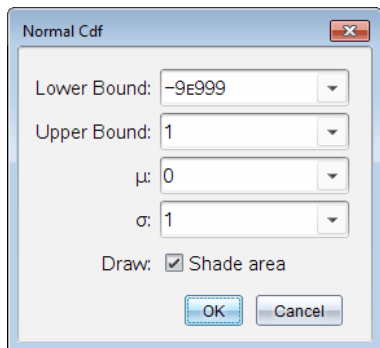 Normal Cdf
Lower Bound: -9E999
Upper Bound: 1
μ: 0
σ: 1
Draw: Shade area
OK Cancel